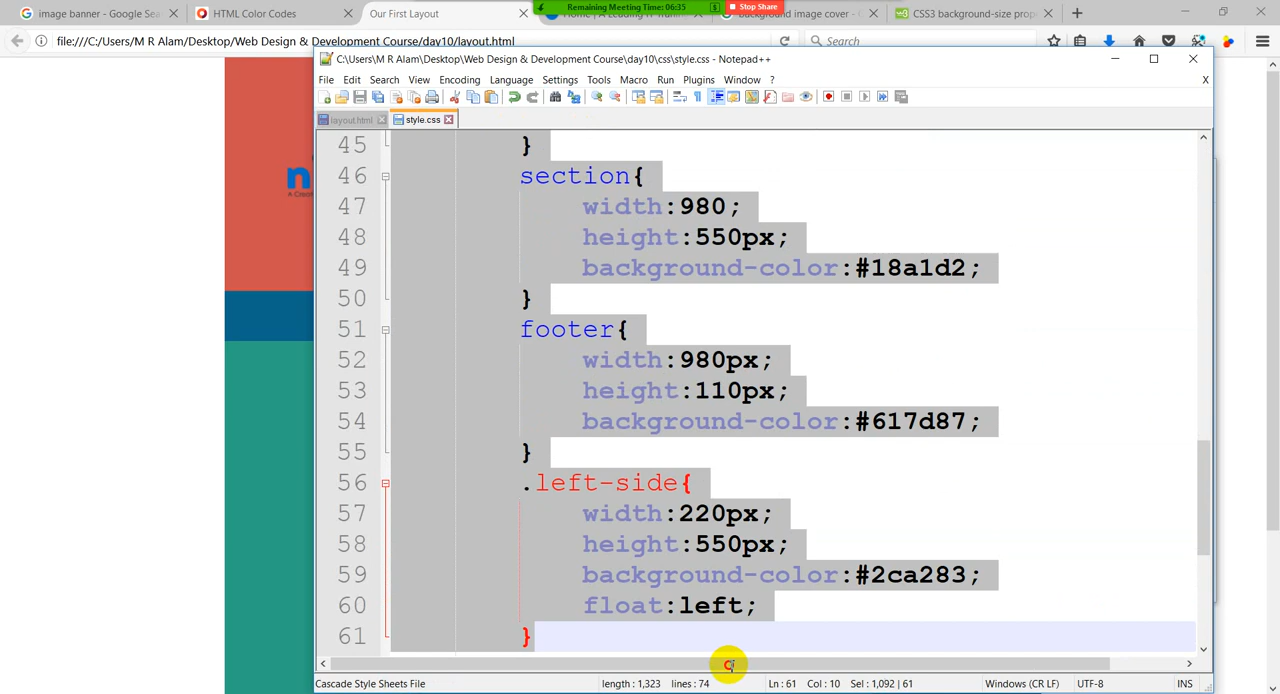 image banner - Google Sea
HTML Color Codes
Our First Layout
Remaining Meeting Time: 06:35
Stop Share
background image cover - G
CSS3 background-size prop
file:///C:/Users/M R Alam/Desktop/Web Design & Development Course/day10/layout.html
Search
C:\Users\M R Alam\Desktop\Web Design & Development Course\day10\css\style.css - Notepad++
File Edit Search View Encoding Language Settings Tools Macro Run Plugins Window ?
X
layout.html
style.css
45 }
46 section{
47 width:980;
48 height:550px;
49 background-color:#18a1d2;
50 }
51 footer{
52 width:980px;
53 height:110px;
54 background-color:#617d87;
55 }
56 .left-side{
57 width:220px;
58 height:550px;
59 background-color:#2ca283;
60 float:left;
61 }
Cascade Style Sheets File
length : 1,323 lines : 74
Ln : 61 Col : 10 Sel : 1,092 | 61
Windows (CR LF)
UTF-8
INS